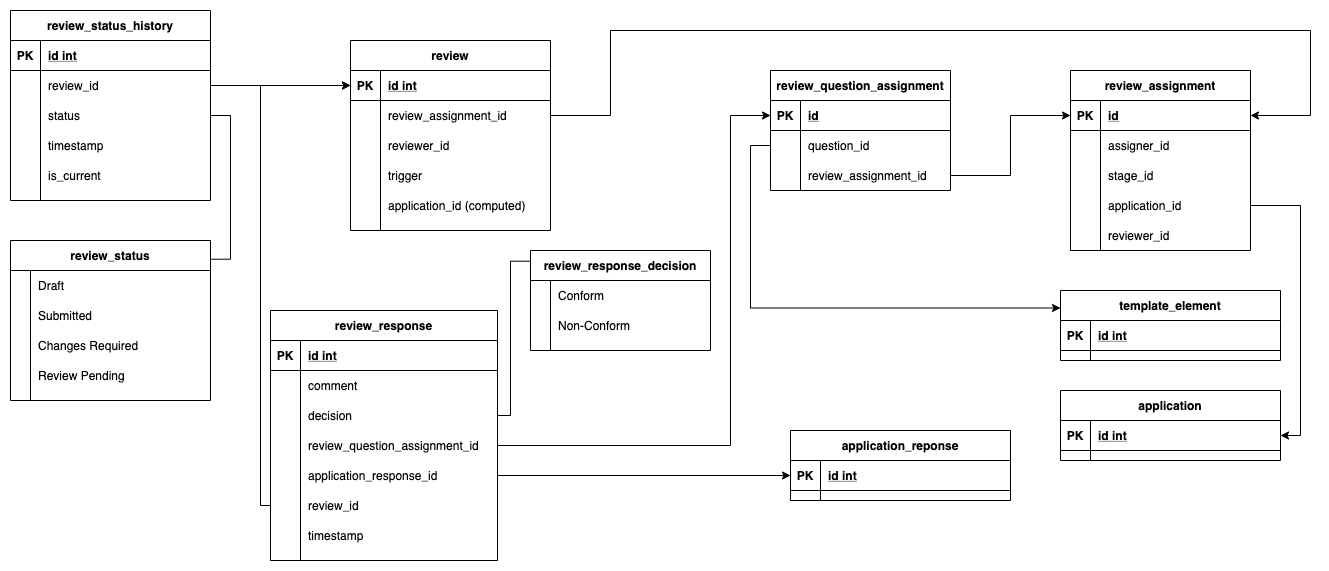 review_status_history
PK id int
review_id
status
timestamp
is_current
review_status
Draft
Submitted
Changes Required
Review Pending
review
PK id int
review_assignment_id
reviewer_id
trigger
application_id (computed)
review_response_decision
Conform
Non-Conform
review_response
PK id int
comment
decision
review_question_assignment_id
application_response_id
review_id
timestamp
review_question_assignment
PK id
question_id
review_assignment_id
review_assignment
PK id
assigner_id
stage_id
application_id
reviewer_id
template_element
PK id int
application
PK id int
application_reponse
PK id int